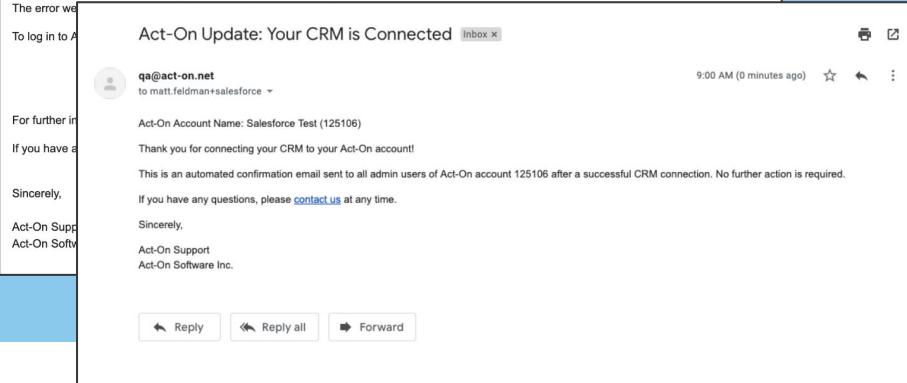 The error we
To log in to A
For further in
If you have a
Sincerely,
Act-On Supp
Act-On Softw
Act-On Update: Your CRM is Connected Inbox x
qa@act-on.net 9:00 AM (0 minutes ago)
to matt.feldman+salesforce
Act-On Account Name: Salesforce Test (125106)
Thank you for connecting your CRM to your Act-On account!
This is an automated confirmation email sent to all admin users of Act-On account 125106 after a successful CRM connection. No further action is required.
If you have any questions, please contact us at any time.
Sincerely,
Act-On Support
Act-On Software Inc.
Reply Reply all Forward